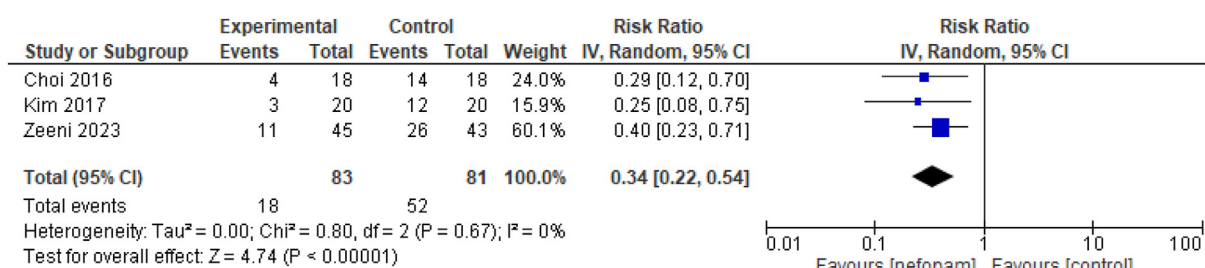 Experimental Control Risk Ratio Risk Ratio
Study or Subgroup Events Total Events Total Weight IV, Random, 95% CI IV, Random, 95% CI
Choi 2016 4 18 14 18 24.0% 0.29 [0.12, 0.70]
Kim 2017 3 20 12 20 15.9% 0.25 [0.08, 0.75]
Zeeni 2023 11 45 26 43 60.1% 0.40 [0.23, 0.71]
Total (95% CI) 83 81 100.0% 0.34 [0.22, 0.54]
Total events 18 52
Heterogeneity: Tau² = 0.00; Chi² = 0.80, df = 2 (P = 0.67); I² = 0%
Test for overall effect: Z = 4.74 (P < 0.00001)
0.01 0.1 1 10 100
Favours [nefopam] Favours [control]